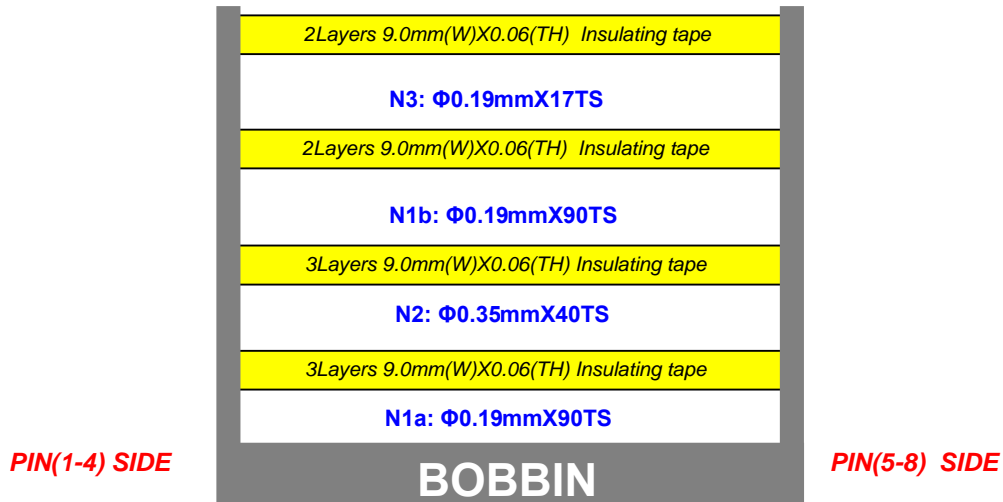 2Layers 9.0mm(W)X0.06(TH)  Insulating tape
N3: Φ0.19mmX17TS
2Layers 9.0mm(W)X0.06(TH)  Insulating tape
N1b: Φ0.19mmX90TS
3Layers 9.0mm(W)X0.06(TH) Insulating tape
N2: Φ0.35mmX40TS
3Layers 9.0mm(W)X0.06(TH) Insulating tape
N1a: Φ0.19mmX90TS
PIN(1-4) SIDE
BOBBIN
PIN(5-8)  SIDE